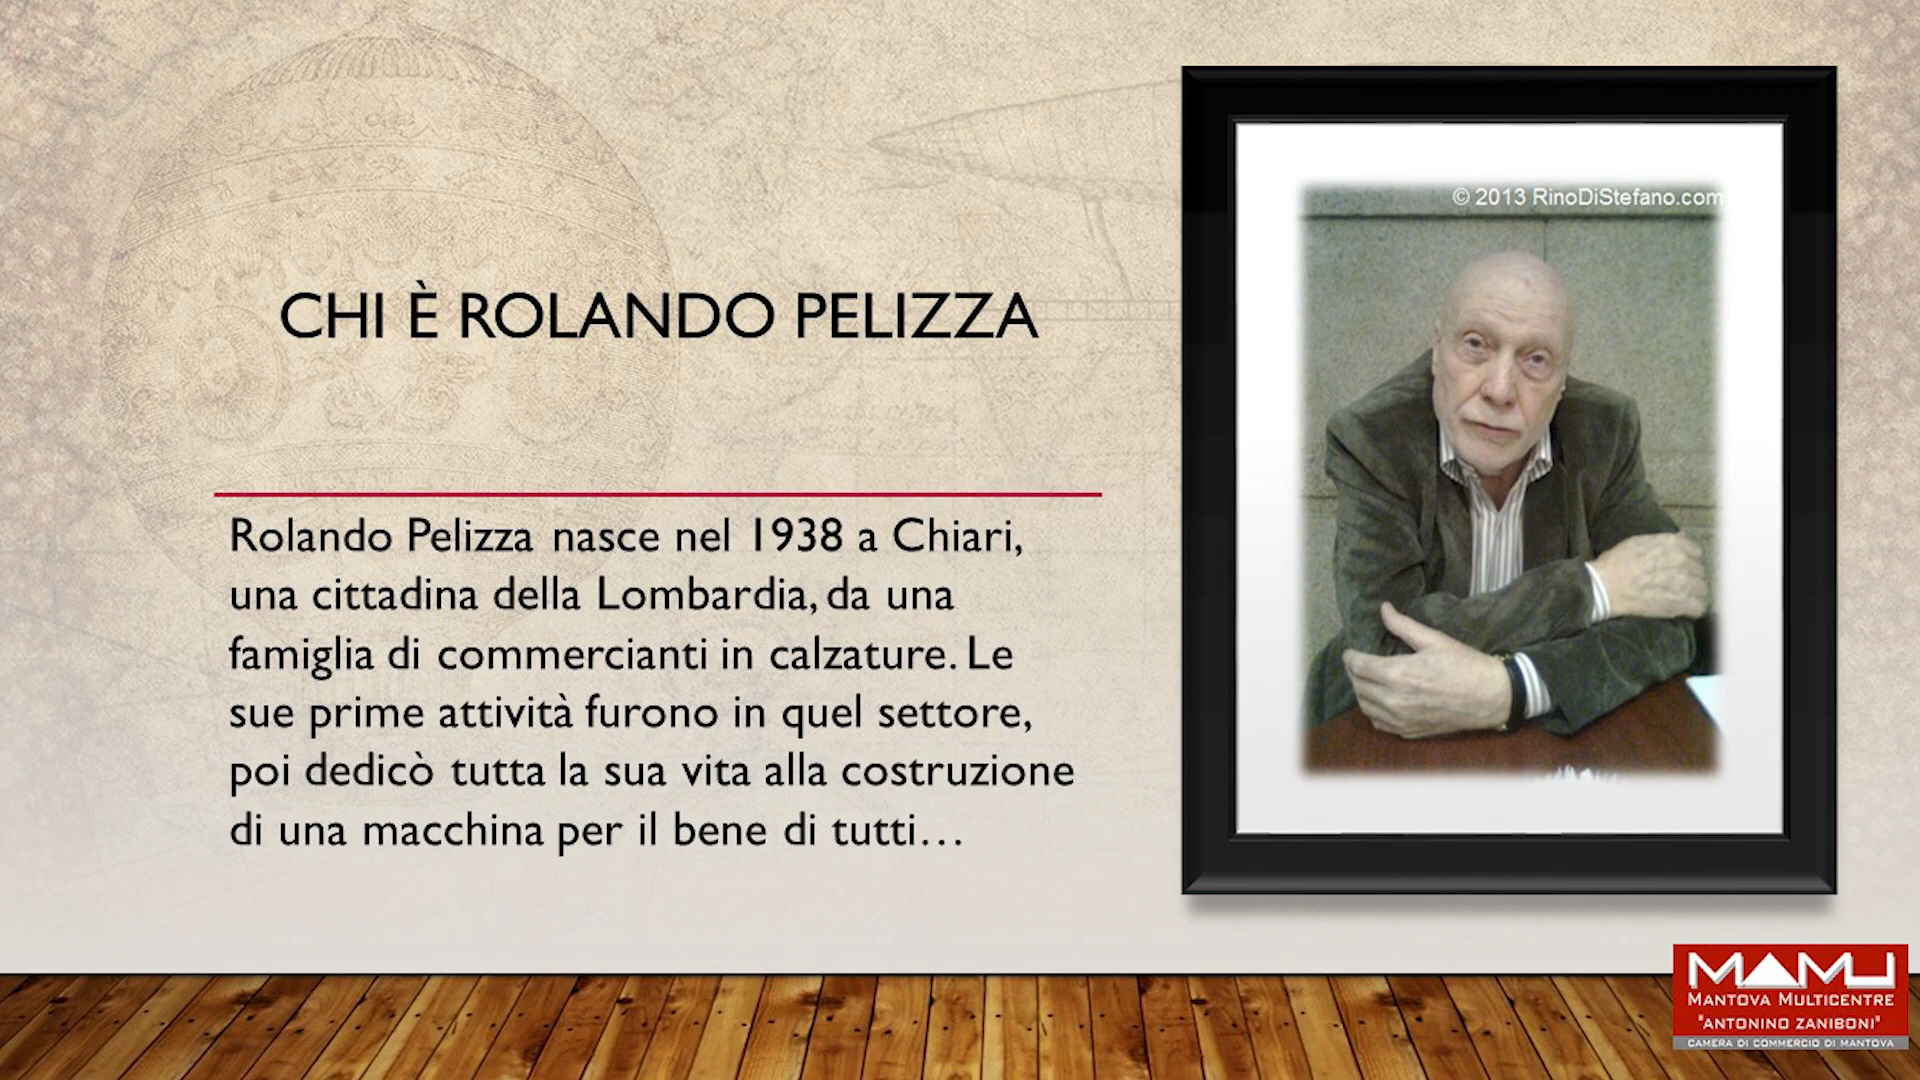 © 2013 RinoDiStefano.com
CHI È ROLANDO PELIZZA
Rolando Pelizza nasce nel 1938 a Chiari,
una cittadina della Lombardia, da una
famiglia di commercianti in calzature. Le
sue prime attività furono in quel settore,
poi dedicò tutta la sua vita alla costruzione
di una macchina per il bene di tutti…
MAMU
MANTOVA MULTICENTRE
"ANTONINO ZANIBONI"
CAMERA DI COMMERCIO DI MANTOVA